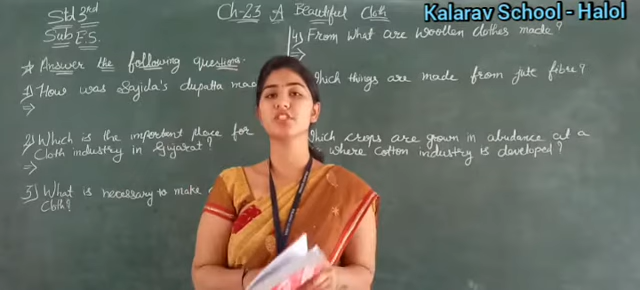 Kalarav School - Halol
Std 3rd
Sub E.S.
Ch-23 A Beautiful Cloth
Answer the following questions.
1) How was Sajida's dupatta
⇒
2) Which is the important place for
Cloth industry in Gujarat?
⇒
3) What is necessary to make
Cloth?
4) From what are woollen clothes made?
⇒
which things are made from jute fibre?
which crops are grown in abudance at a
where cotton industry is developed?